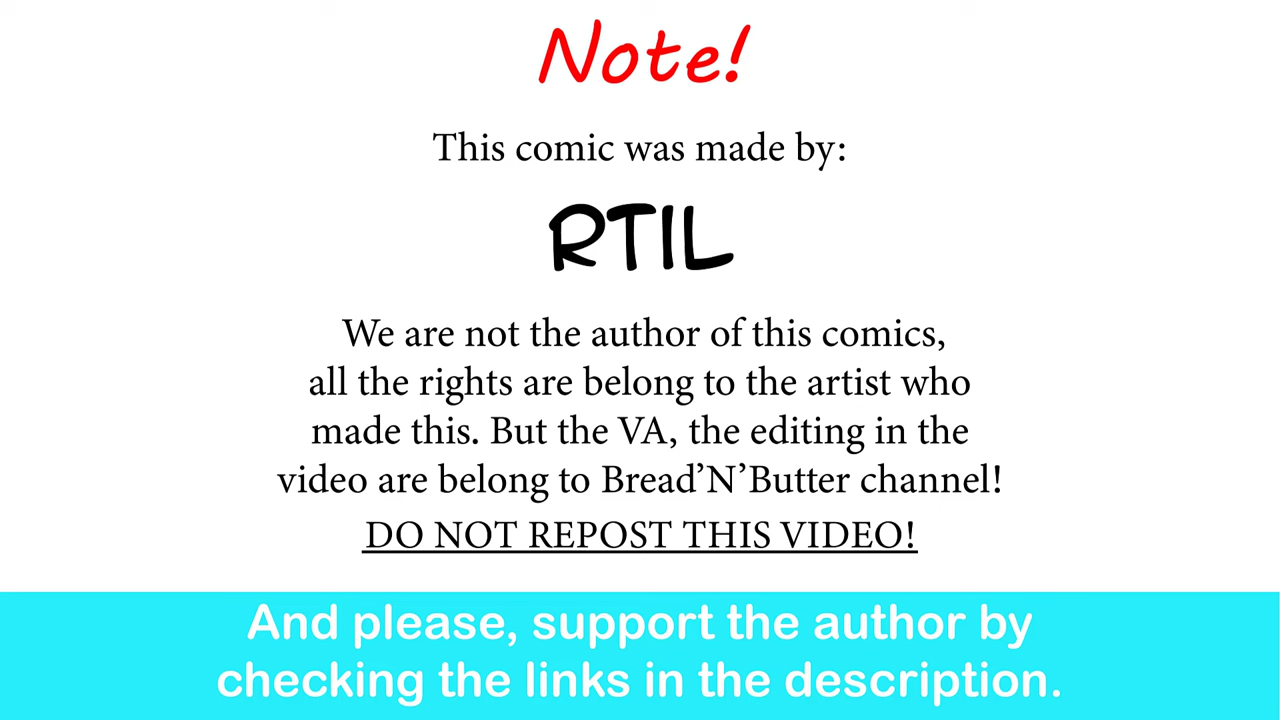 Note!
This comic was made by:
RTIL
We are not the author of this comics,
all the rights are belong to the artist who
made this. But the VA, the editing in the
video are belong to Bread’N’Butter channel!
DO NOT REPOST THIS VIDEO!
And please, support the author by
checking the links in the description.